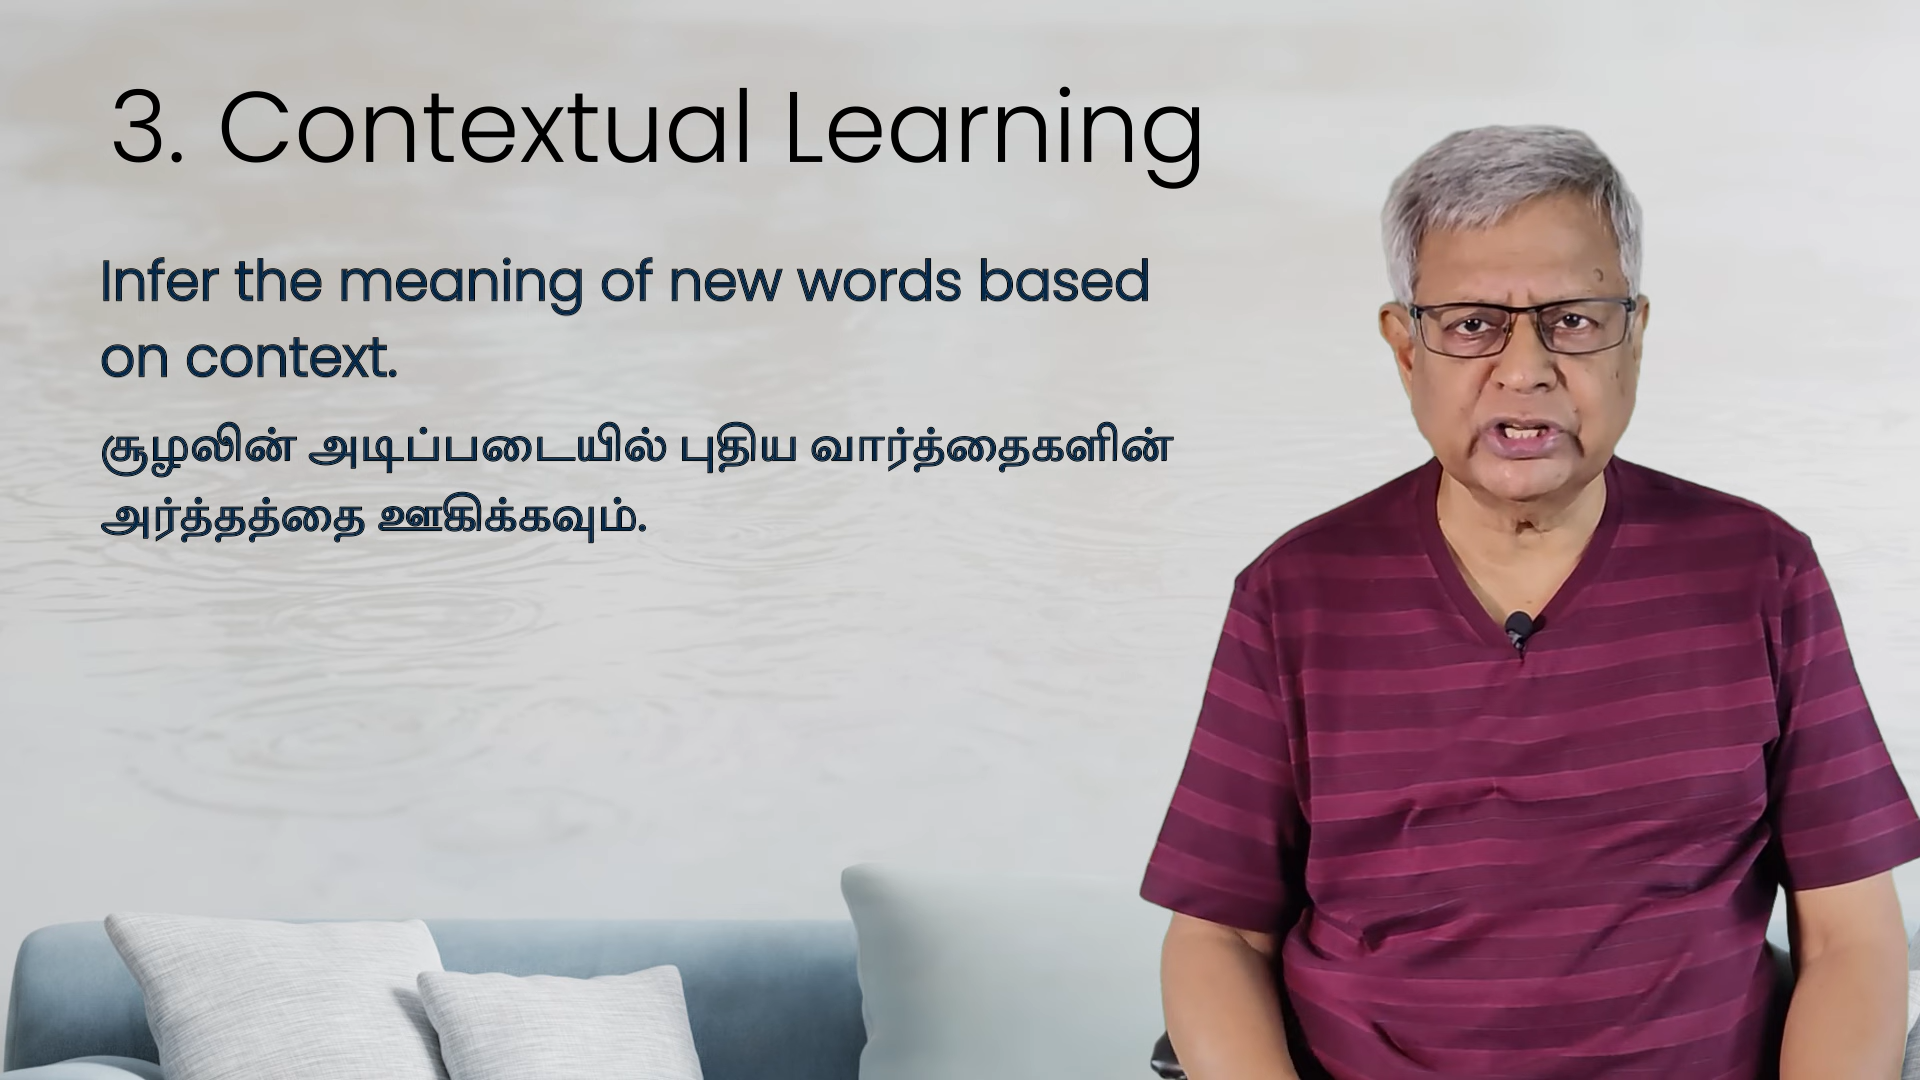 3. Contextual Learning
Infer the meaning of new words based
on context.
சூழலின் அடிப்படையில் புதிய வார்த்தைகளின்
அர்த்தத்தை ஊகிக்கவும்.